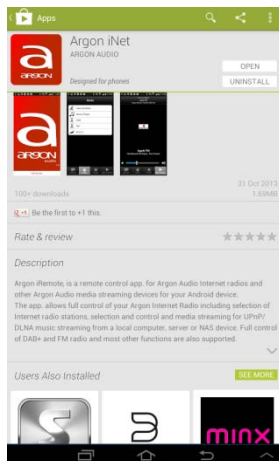 Apps
Argon iNet
ARGON AUDIO
a
argon
Designed for phones
OPEN
UNINSTALL
a
argon
audio
31 Oct 2013
100+ downloads
1.69MB
+1
Be the first to +1 this.
Rate & review
Description
Argon iRemote, is a remote control app. for Argon Audio Internet radios and
other Argon Audio media streaming devices for your Android device.
The app. allows full control of your Argon Internet Radio including selection of
Internet radio stations, selection and control and media streaming for UPnP/
DLNA music streaming from a local computer, server or NAS device. Full control
of DAB+ and FM radio and most other functions are also supported.
Users Also Installed
SEE MORE
minx